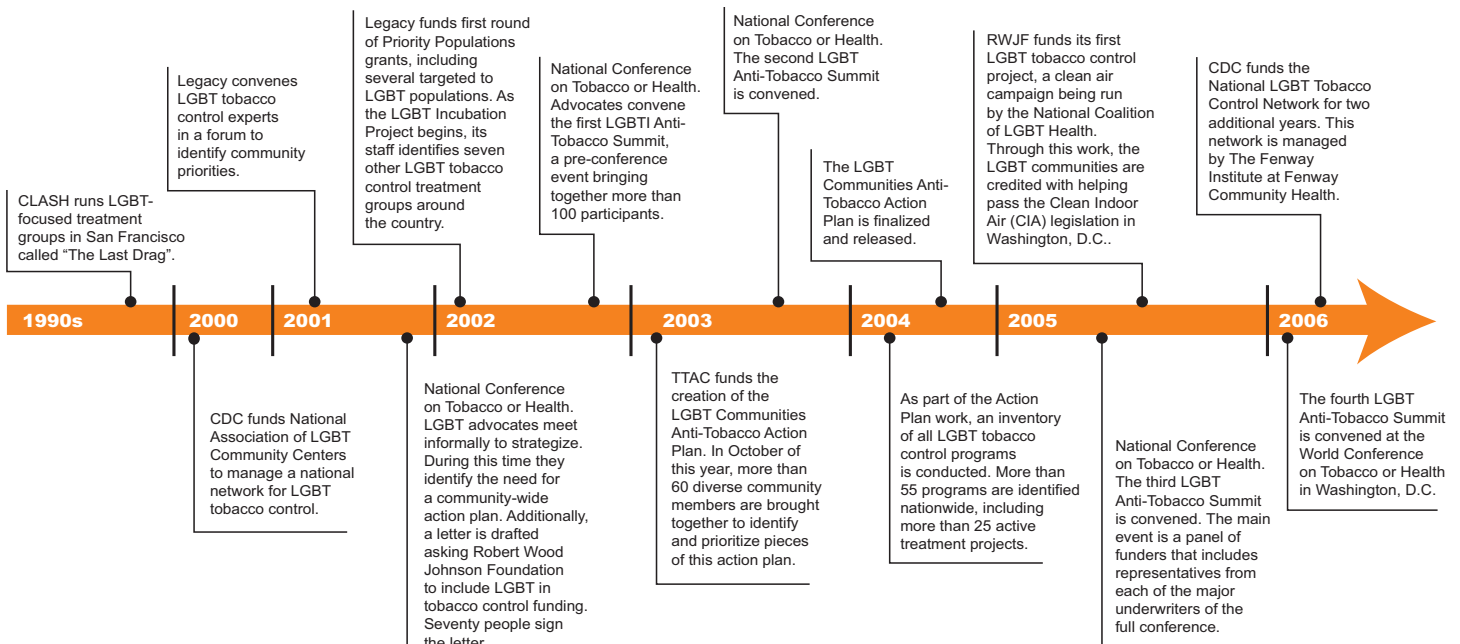 CLASH runs LGBT-
focused treatment
groups in San Francisco
called “The Last Drag”.
Legacy convenes
LGBT tobacco
control experts
in a forum to
identify community
priorities.
Legacy funds first round
of Priority Populations
grants, including
several targeted to
LGBT populations. As
the LGBT Incubation
Project begins, its
staff identifies seven
other LGBT tobacco
control treatment
groups around
the country.
National Conference
on Tobacco or Health.
Advocates convene
the first LGBTI Anti-
Tobacco Summit,
a pre-conference
event bringing
together more than
100 participants.
National Conference
on Tobacco or Health.
The second LGBT
Anti-Tobacco Summit
is convened.
The LGBT
Communities Anti-
Tobacco Action
Plan is finalized
and released.
RWJF funds its first
LGBT tobacco control
project, a clean air
campaign being run
by the National Coalition
of LGBT Health.
Through this work, the
LGBT communities are
credited with helping
pass the Clean Indoor
Air (CIA) legislation in
Washington, D.C..
CDC funds the
National LGBT Tobacco
Control Network for two
additional years. This
network is managed
by The Fenway
Institute at Fenway
Community Health.
1990s 2000 2001 2002 2003 2004 2005 2006
CDC funds National
Association of LGBT
Community Centers
to manage a national
network for LGBT
tobacco control.
National Conference
on Tobacco or Health.
LGBT advocates meet
informally to strategize.
During this time they
identify the need for
a community-wide
action plan. Additionally,
a letter is drafted
asking Robert Wood
Johnson Foundation
to include LGBT in
tobacco control funding.
Seventy people sign
the letter
TTAC funds the
creation of the
LGBT Communities
Anti-Tobacco Action
Plan. In October of
this year, more than
60 diverse community
members are brought
together to identify
and prioritize pieces
of this action plan.
As part of the Action
Plan work, an inventory
of all LGBT tobacco
control programs
is conducted. More than
55 programs are identified
nationwide, including
more than 25 active
treatment projects.
National Conference
on Tobacco or Health.
The third LGBT
Anti-Tobacco Summit
is convened. The main
event is a panel of
funders that includes
representatives from
each of the major
underwriters of the
full conference.
The fourth LGBT
Anti-Tobacco Summit
is convened at the
World Conference
on Tobacco or Health
in Washington, D.C.